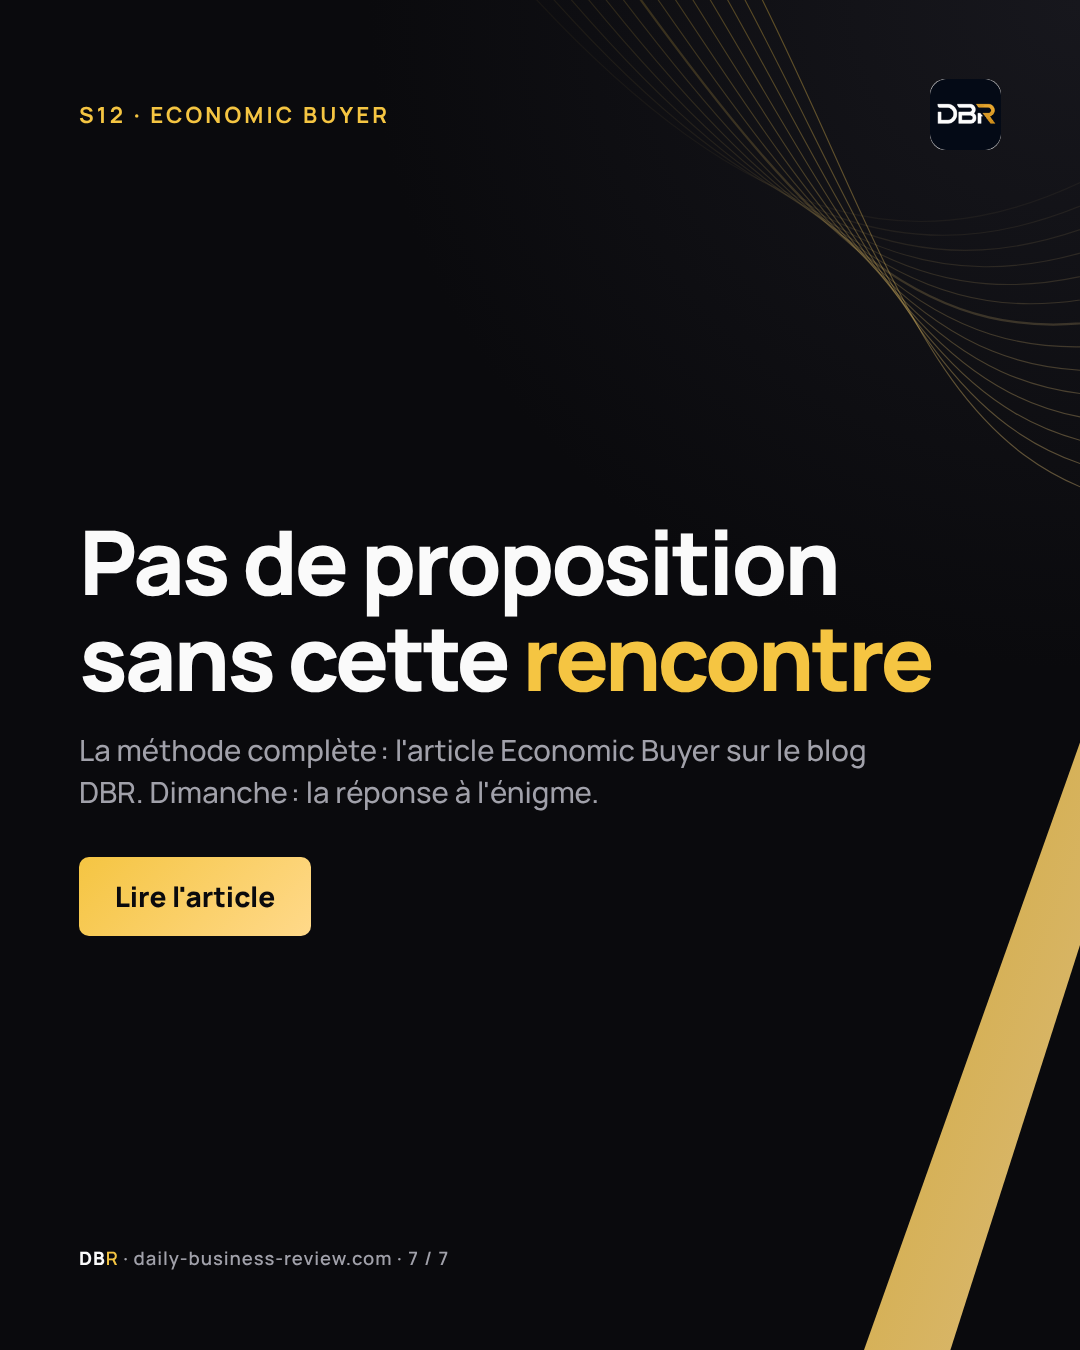 S12 · ECONOMIC BUYER
DBR
Pas de proposition
sans cette rencontre
La méthode complète : l'article Economic Buyer sur le blog
DBR. Dimanche : la réponse à l'énigme.
Lire l'article
DBR · daily-business-review.com · 7 / 7